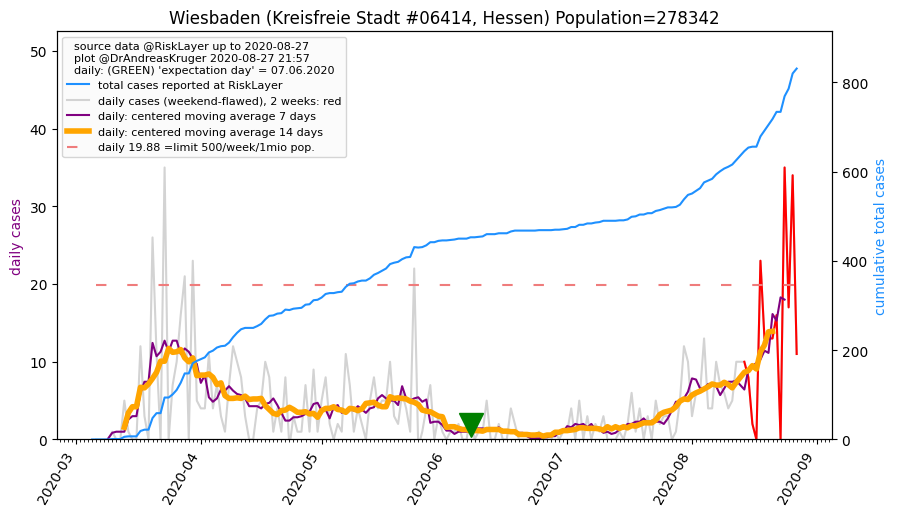 Wiesbaden (Kreisfreie Stadt #06414, Hessen) Population=278342
source data @RiskLayer up to 2020-08-27
plot @DrAndreasKruger 2020-08-27 21:57
daily: (GREEN) 'expectation day' = 07.06.2020
total cases reported at RiskLayer
daily cases (weekend-flawed), 2 weeks: red
daily: centered moving average 7 days
daily: centered moving average 14 days
daily 19.88 =limit 500/week/1mio pop.
daily cases
50
40
30
20
10
0
cumulative total cases
800
600
400
200
0
2020-03
2020-04
2020-05
2020-06
2020-07
2020-08
2020-09